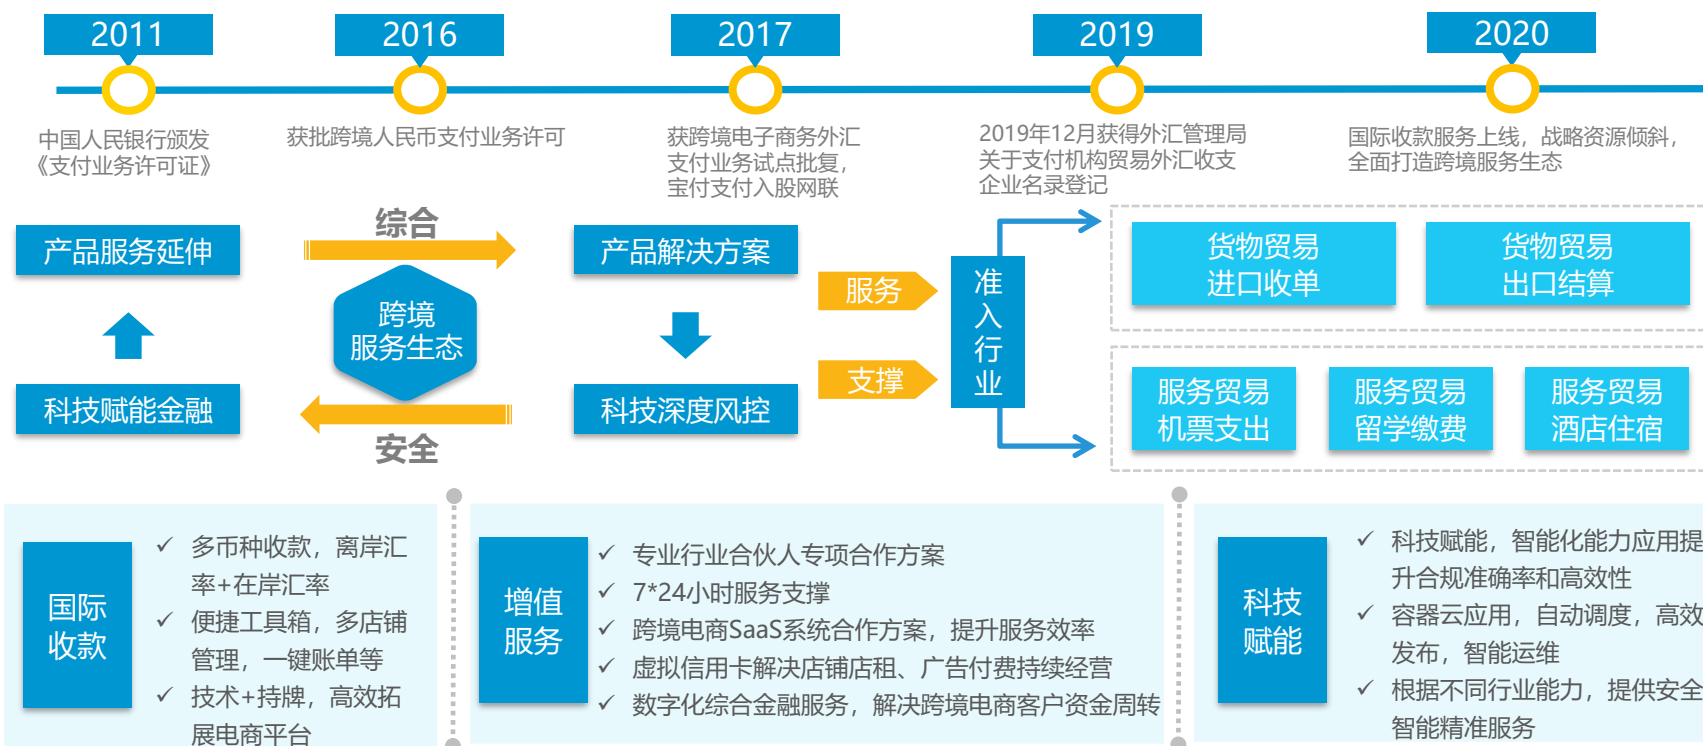 2011
2016
2017
2019
2020
中国人民银行颁发
《支付业务许可证》
获批跨境人民币支付业务许可
获跨境电子商务外汇
支付业务试点批复，
宝付支付入股网联
2019年12月获得外汇管理局
关于支付机构贸易外汇收支
企业名录登记
国际收款服务上线，战略资源倾斜，
全面打造跨境服务生态
产品服务延伸
科技赋能金融
综合
跨境
服务生态
安全
产品解决方案
科技深度风控
服务
支撑
准
入
行
业
货物贸易
进口收单
货物贸易
出口结算
服务贸易
机票支出
服务贸易
留学缴费
服务贸易
酒店住宿
国际
收款
✓ 多币种收款，离岸汇
率+在岸汇率
✓ 便捷工具箱，多店铺
管理，一键账单等
✓ 技术+持牌，高效拓
展电商平台
增值
服务
✓ 专业行业合伙人专项合作方案
✓ 7*24小时服务支撑
✓ 跨境电商SaaS系统合作方案，提升服务效率
✓ 虚拟信用卡解决店铺店租、广告付费持续经营
✓ 数字化综合金融服务，解决跨境电商客户资金周转
科技
赋能
✓ 科技赋能，智能化能力应用提
升合规准确率和高效性
✓ 容器云应用，自动调度，高效
发布，智能运维
✓ 根据不同行业能力，提供安全
智能精准服务